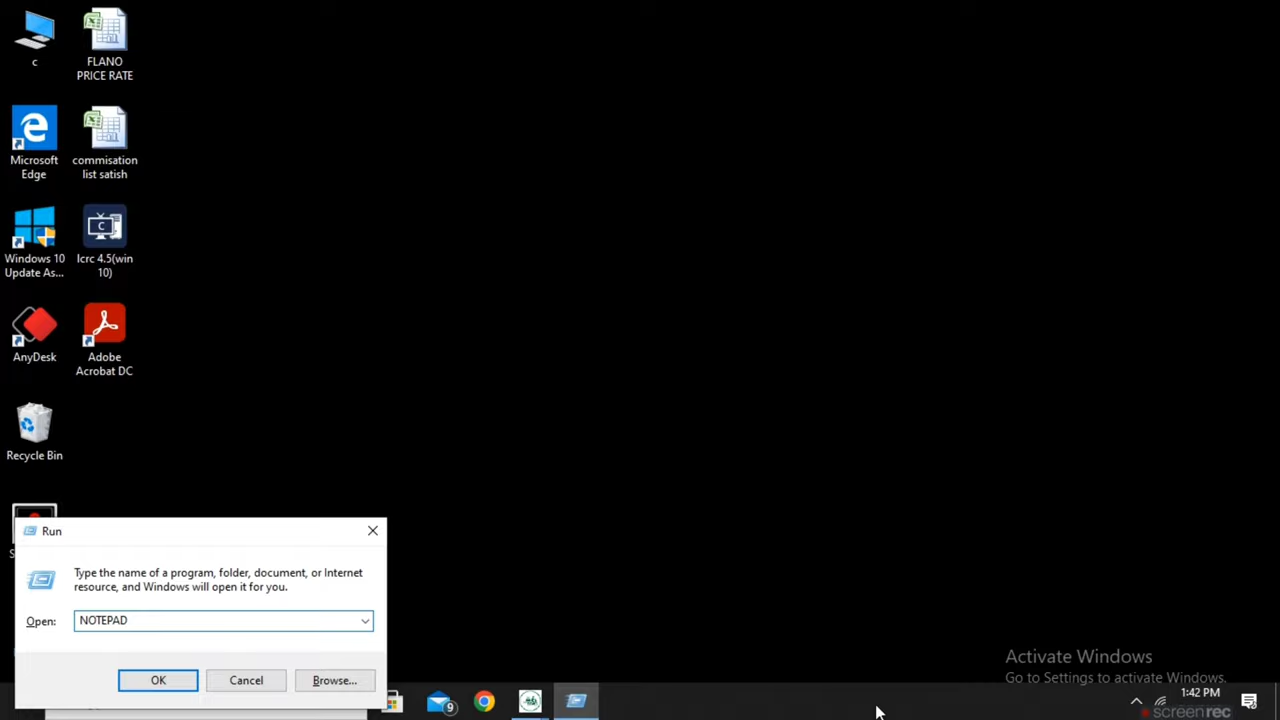 c
FLANO
PRICE RATE
Microsoft
Edge
commisation
list satish
Windows 10
Update As...
lcrc 4.5(win
10)
AnyDesk
Adobe
Acrobat DC
Recycle Bin
Run
Type the name of a program, folder, document, or Internet
resource, and Windows will open it for you.
Open:
NOTEPAD
OK
Cancel
Browse...
Activate Windows
Go to Settings to activate Windows.
9
1:42 PM
screenrec